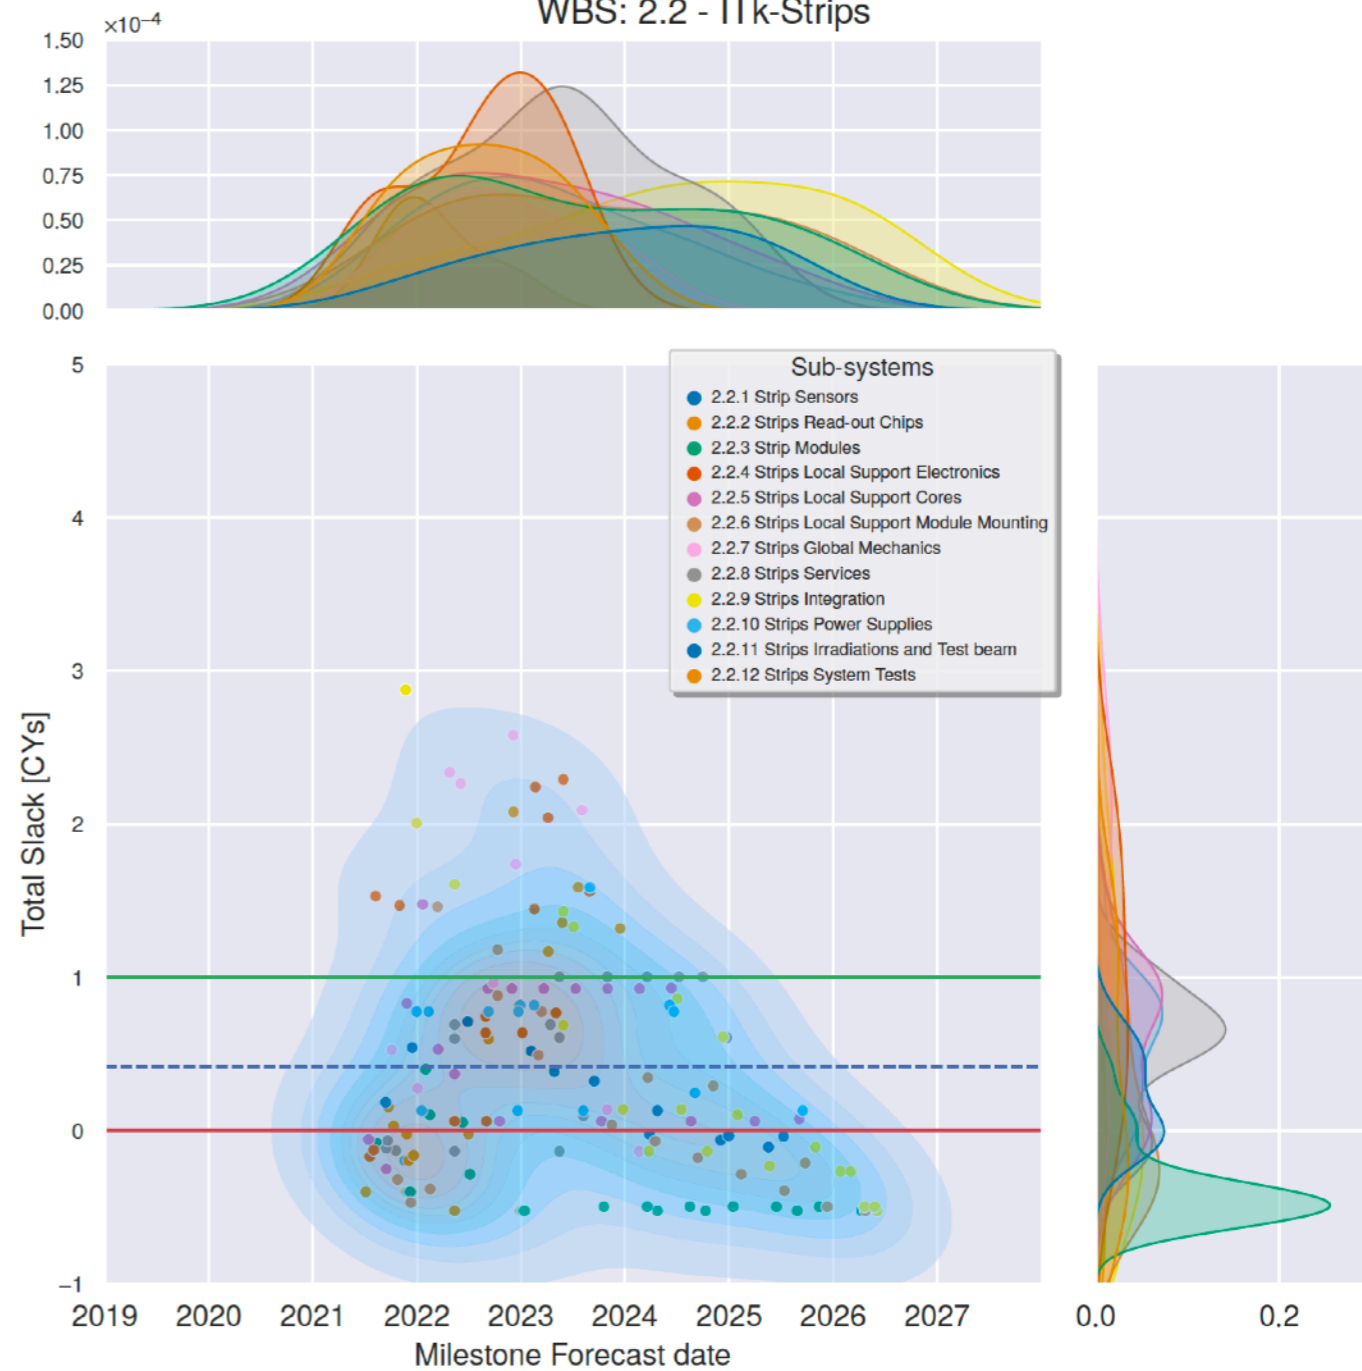 WBS: 2.2 - ITk-Strips
×10⁻⁴
1.50
1.25
1.00
0.75
0.50
0.25
0.00
Sub-systems
2.2.1 Strip Sensors
2.2.2 Strips Read-out Chips
2.2.3 Strip Modules
2.2.4 Strips Local Support Electronics
2.2.5 Strips Local Support Cores
2.2.6 Strips Local Support Module Mounting
2.2.7 Strips Global Mechanics
2.2.8 Strips Services
2.2.9 Strips Integration
2.2.10 Strips Power Supplies
2.2.11 Strips Irradiations and Test beam
2.2.12 Strips System Tests
Total Slack [CYs]
5
4
3
2
1
0
−1
2019 2020 2021 2022 2023 2024 2025 2026 2027
Milestone Forecast date
0.0 0.2